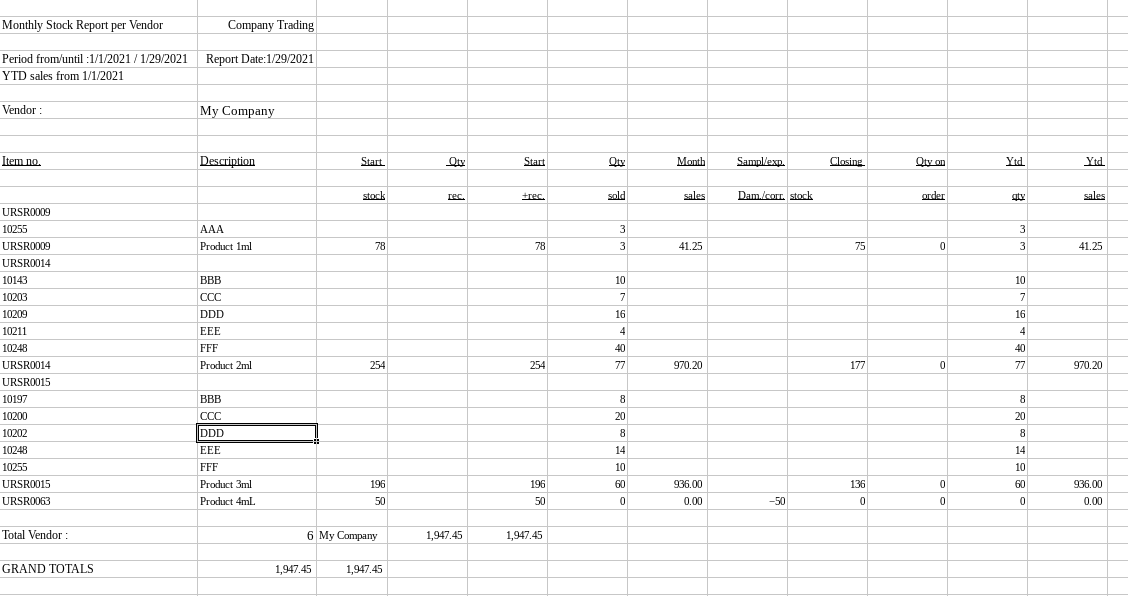 Monthly Stock Report per Vendor Company Trading
Period from/until :1/1/2021 / 1/29/2021 Report Date:1/29/2021
YTD sales from 1/1/2021
Vendor : My Company
Item no. Description Start Qty Start Qty Month Sampl/exp. Closing Qty on Ytd Ytd
stock rec. +rec. sold sales Dam./corr. stock order qty sales
URSR0009
10255 AAA 3 3
URSR0009 Product 1ml 78 78 3 41.25 75 0 3 41.25
URSR0014
10143 BBB 10 10
10203 CCC 7 7
10209 DDD 16 16
10211 EEE 4 4
10248 FFF 40 40
URSR0014 Product 2ml 254 254 77 970.20 177 0 77 970.20
URSR0015
10197 BBB 8 8
10200 CCC 20 20
10202 DDD 8 8
10248 EEE 14 14
10255 FFF 10 10
URSR0015 Product 3ml 196 196 60 936.00 136 0 60 936.00
URSR0063 Product 4mL 50 50 0 0.00 −50 0 0 0 0.00
Total Vendor : 6 My Company 1,947.45 1,947.45
GRAND TOTALS 1,947.45 1,947.45